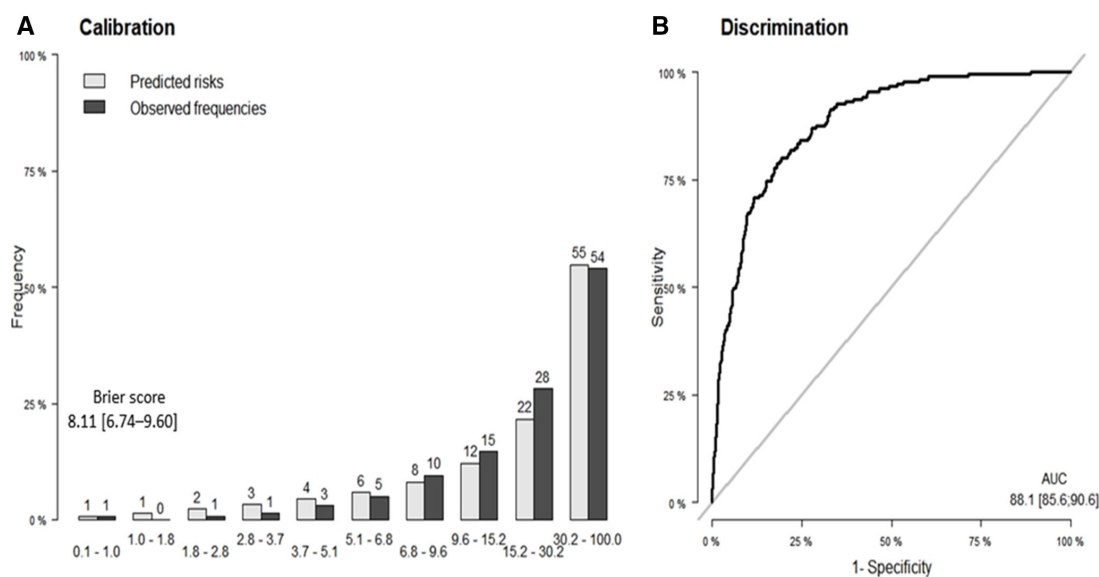 A Calibration
100 %
Predicted risks
Observed frequencies
75 %
Frequency
50 %
25 %
0 %
Brier score
8.11 [6.74–9.60]
1 1
1 0
2 1
3 1
4 3
6 5
8 10
12 15
22 28
55 54
0.1 - 1.0
1.0 - 1.8
1.8 - 2.8
2.8 - 3.7
3.7 - 5.1
5.1 - 6.8
6.8 - 9.6
9.6 - 15.2
15.2 - 30.2
30.2 - 100.0
B Discrimination
100 %
75 %
Sensitivity
50 %
25 %
0 %
AUC
88.1 [85.6;90.6]
0 % 25 % 50 % 75 % 100 %
1- Specificity